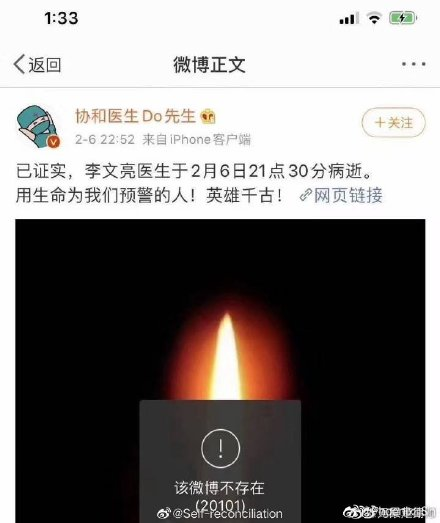 1:33
返回
微博正文
协和医生Do先生
2-6 22:52 来自iPhone客户端
+关注
已证实，李文亮医生于2月6日21点30分病逝。
用生命为我们预警的人！英雄千古！ 网页链接
该微博不存在
(20101)
@Self-reconciliation